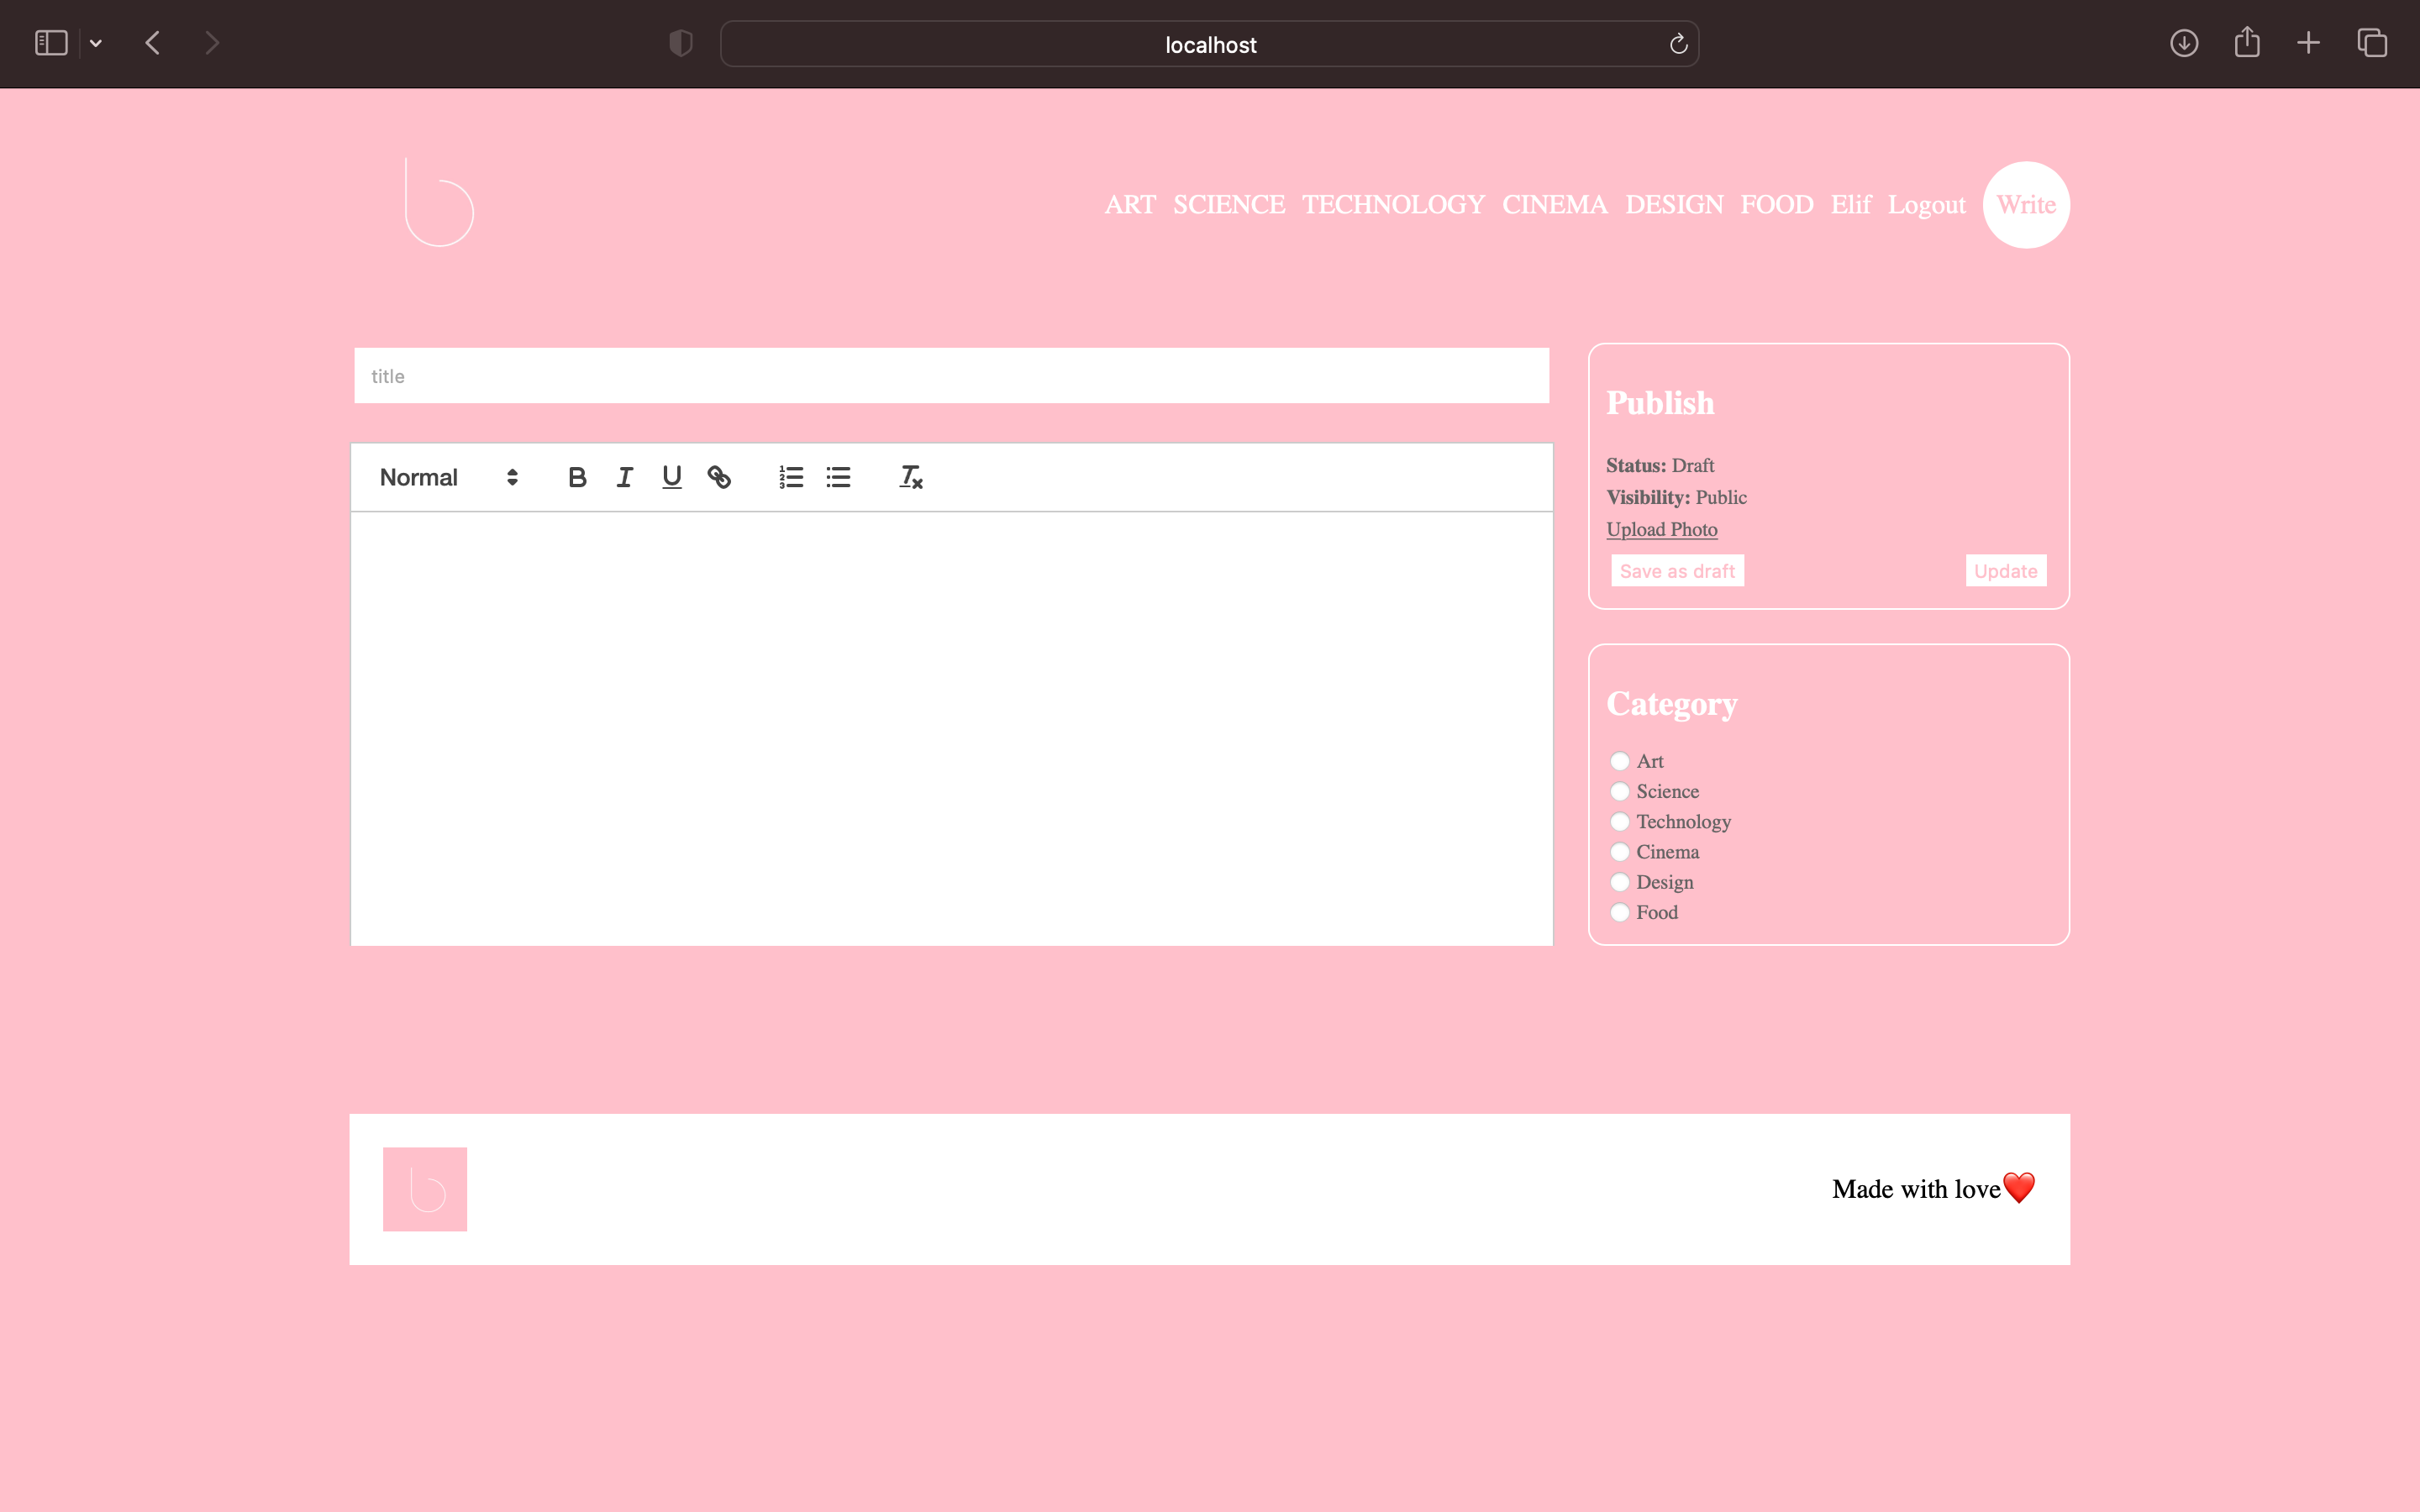 localhost
ART SCIENCE TECHNOLOGY CINEMA DESIGN FOOD Elif Logout Write
title
Normal
Publish
Status: Draft
Visibility: Public
Upload Photo
Save as draft Update
Category
Art
Science
Technology
Cinema
Design
Food
Made with love❤️